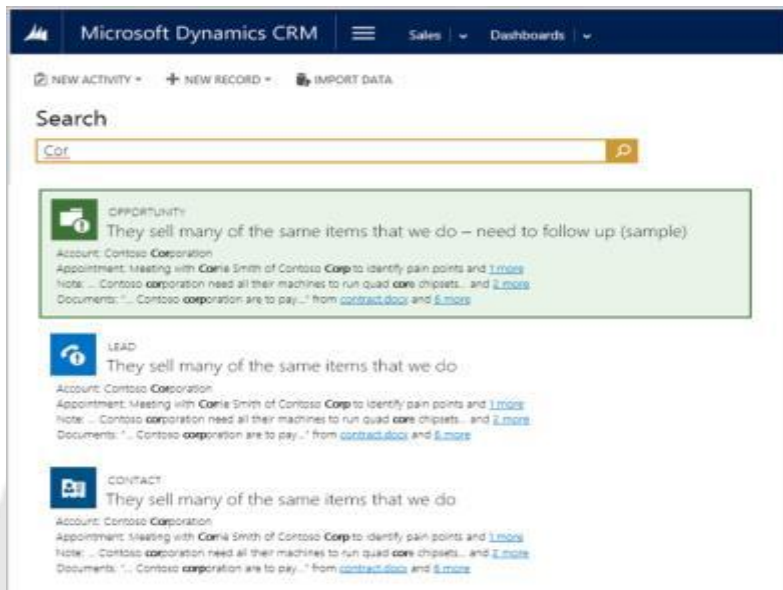 Microsoft Dynamics CRM Sales Dashboards
NEW ACTIVITY NEW RECORD IMPORT DATA
Search
Cor
OPPORTUNITY
They sell many of the same items that we do – need to follow up (sample)
Account: Contoso Corporation
Appointment: Meeting with Corrie Smith of Contoso Corp to identify pain points and 1 more
Note: ... Contoso corporation need all their machines to run quad core chipsets... and 2 more
Documents: "... Contoso corporation are to pay..." from contract.docx and 6 more
LEAD
They sell many of the same items that we do
Account: Contoso Corporation
Appointment: Meeting with Corrie Smith of Contoso Corp to identify pain points and 1 more
Note: ... Contoso corporation need all their machines to run quad core chipsets... and 2 more
Documents: "... Contoso corporation are to pay..." from contract.docx and 6 more
CONTACT
They sell many of the same items that we do
Account: Contoso Corporation
Appointment: Meeting with Corrie Smith of Contoso Corp to identify pain points and 1 more
Note: ... Contoso corporation need all their machines to run quad core chipsets... and 2 more
Documents: "... Contoso corporation are to pay..." from contract.docx and 6 more